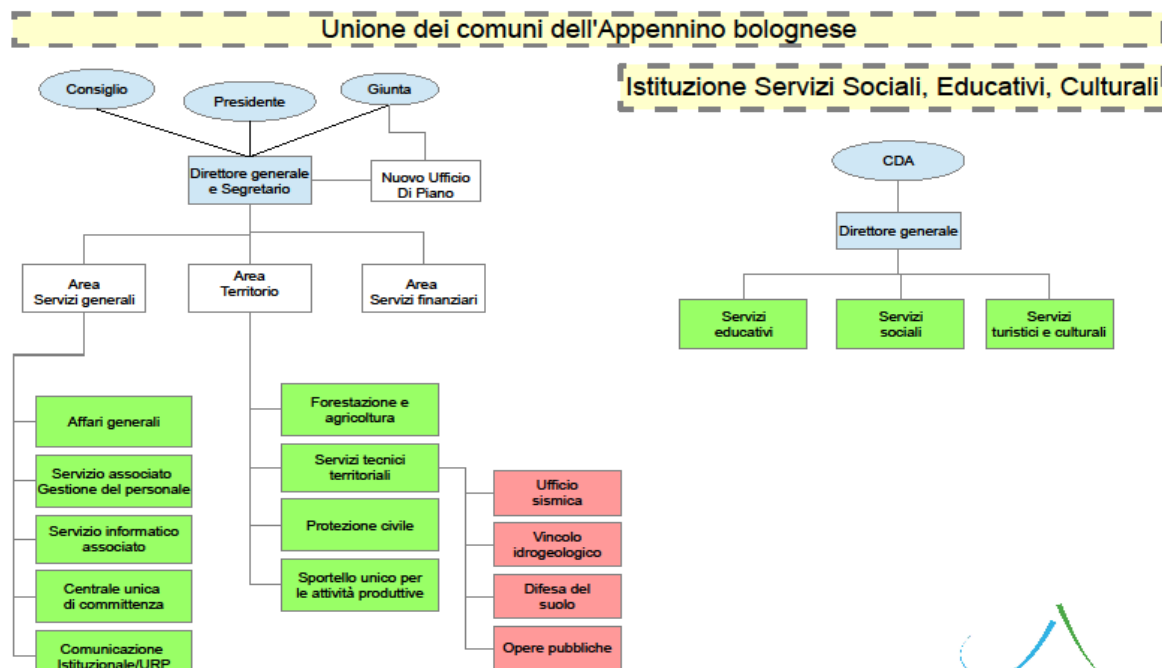 Unione dei comuni dell'Appennino bolognese
Istituzione Servizi Sociali, Educativi, Culturali
Consiglio
Presidente
Giunta
Direttore generale
e Segretario
Nuovo Ufficio
Di Piano
Area
Servizi generali
Area
Territorio
Area
Servizi finanziari
Affari generali
Servizio associato
Gestione del personale
Servizio informatico
associato
Centrale unica
di committenza
Comunicazione
Istituzionale/URP
Forestazione e
agricoltura
Servizi tecnici
territoriali
Protezione civile
Sportello unico per
le attività produttive
Ufficio
sismica
Vincolo
idrogeologico
Difesa del
suolo
Opere pubbliche
CDA
Direttore generale
Servizi
educativi
Servizi
sociali
Servizi
turistici e culturali